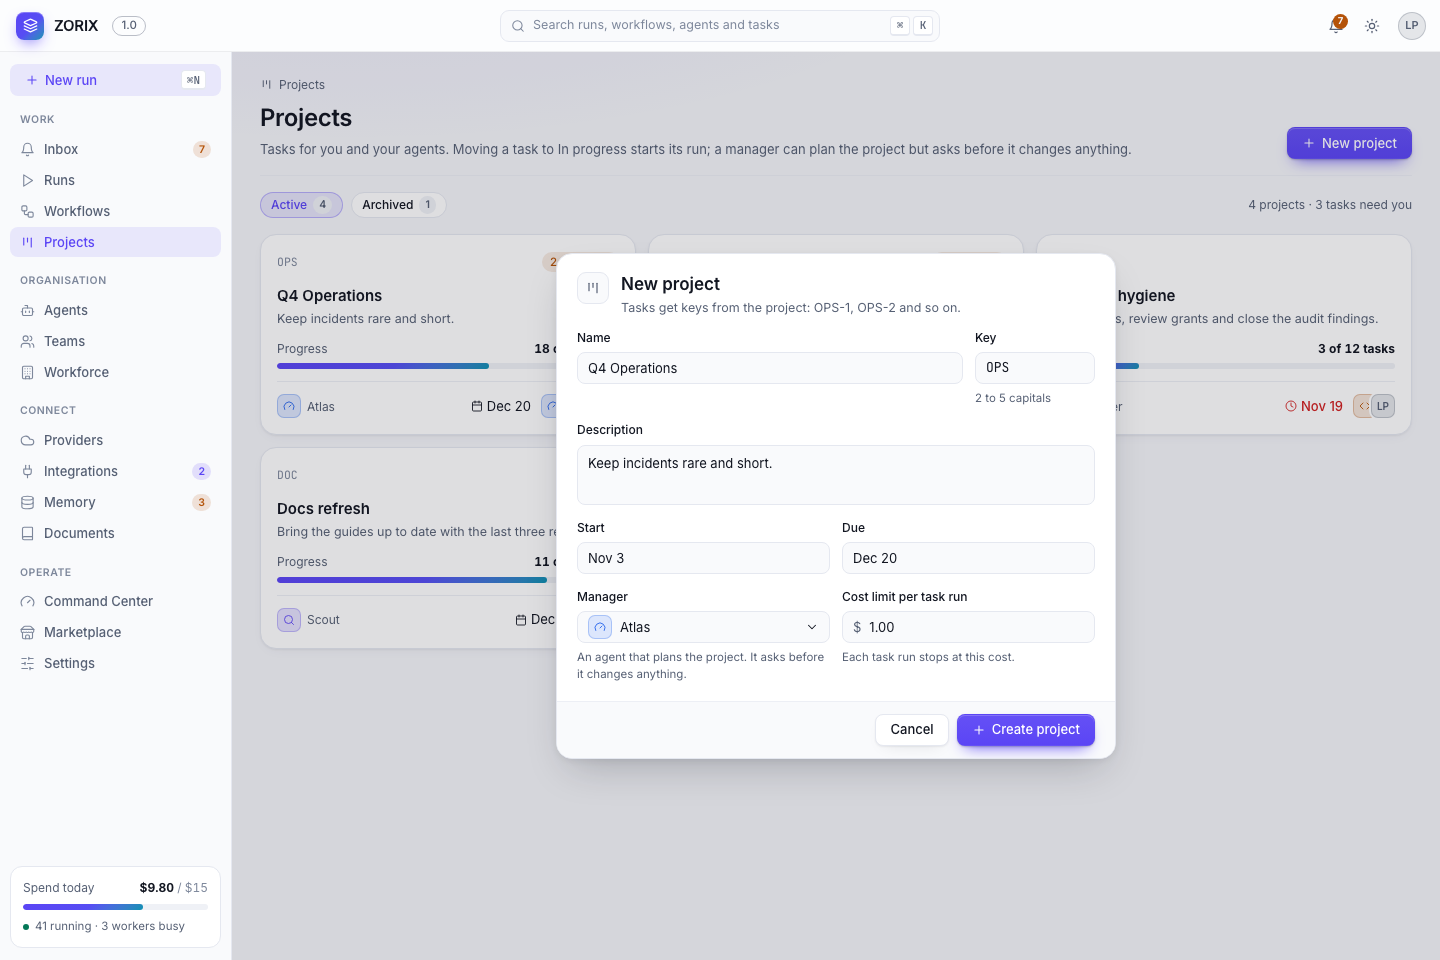 ZORIX 1.0
Search runs, workflows, agents and tasks ⌘ K
7
LP
New run ⌘N
WORK
Inbox 7
Runs
Workflows
Projects
ORGANISATION
Agents
Teams
Workforce
CONNECT
Providers
Integrations 2
Memory 3
Documents
OPERATE
Command Center
Marketplace
Settings
Spend today $9.80 / $15
41 running · 3 workers busy
Projects
Projects
Tasks for you and your agents. Moving a task to In progress starts its run; a manager can plan the project but asks before it changes anything.
New project
Active 4
Archived 1
4 projects · 3 tasks need you
OPS 2
Q4 Operations
Keep incidents rare and short.
Progress 18
Atlas Dec 20
hygiene
review grants and close the audit findings.
3 of 12 tasks
Nov 19 LP
DOC
Docs refresh
Bring the guides up to date with the last three
Progress 11
Scout Dec
New project
Tasks get keys from the project: OPS-1, OPS-2 and so on.
Name
Q4 Operations
Key
OPS
2 to 5 capitals
Description
Keep incidents rare and short.
Start
Nov 3
Due
Dec 20
Manager
Atlas
An agent that plans the project. It asks before
it changes anything.
Cost limit per task run
$ 1.00
Each task run stops at this cost.
Cancel
Create project